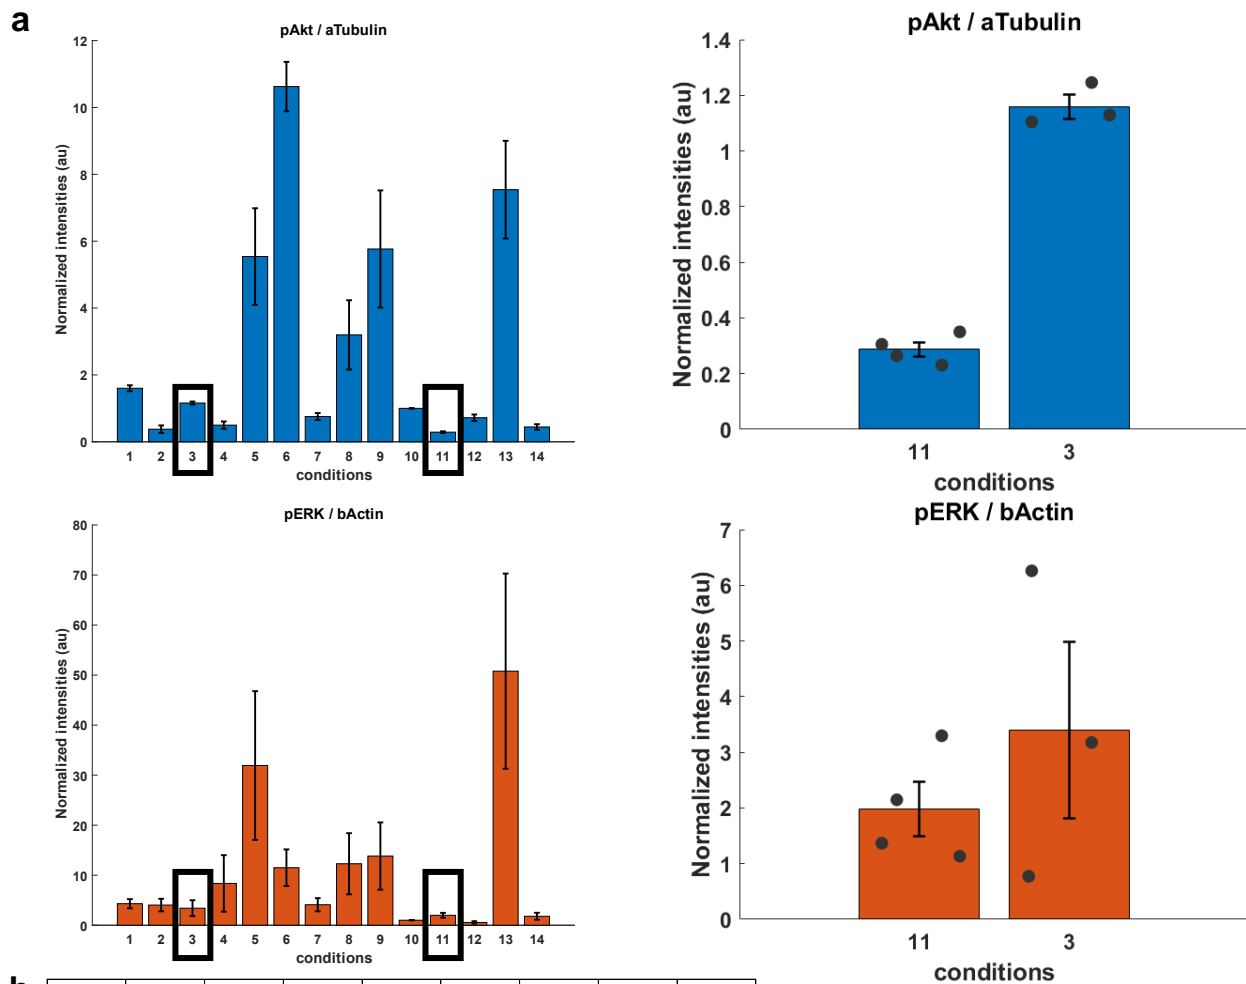 a
pAkt / aTubulin
Normalized intensities (au)
12
10
8
6
4
2
0
1 2 3 4 5 6 7 8 9 10 11 12 13 14
conditions
pAkt / aTubulin
Normalized intensities (au)
1.4
1.2
1
0.8
0.6
0.4
0.2
0
11 3
conditions
pERK / bActin
Normalized intensities (au)
80
70
60
50
40
30
20
10
0
1 2 3 4 5 6 7 8 9 10 11 12 13 14
conditions
pERK / bActin
Normalized intensities (au)
7
6
5
4
3
2
1
0
11 3
conditions